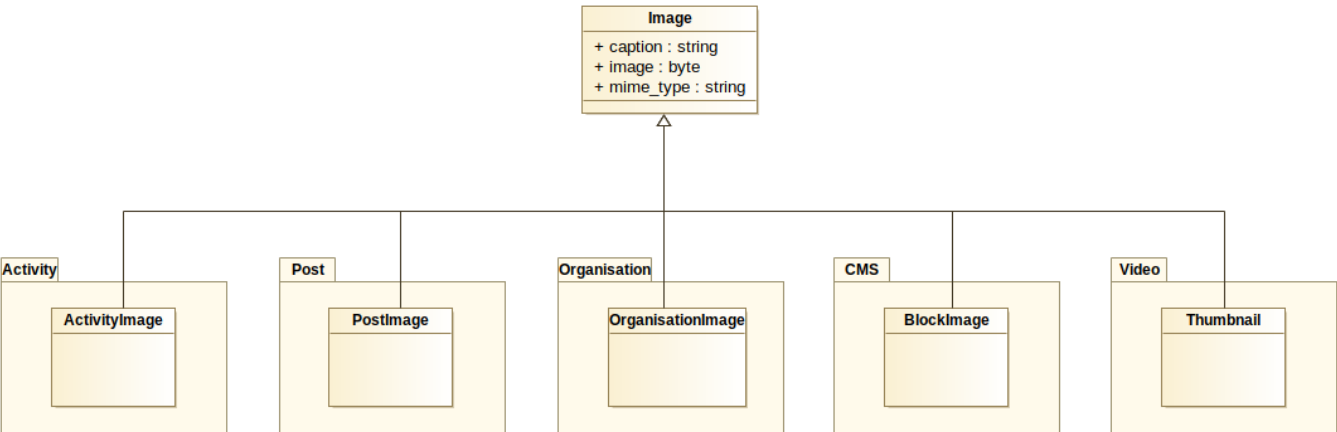 Image
+ caption : string
+ image : byte
+ mime_type : string
Activity
Post
Organisation
CMS
Video
ActivityImage
PostImage
OrganisationImage
BlockImage
Thumbnail